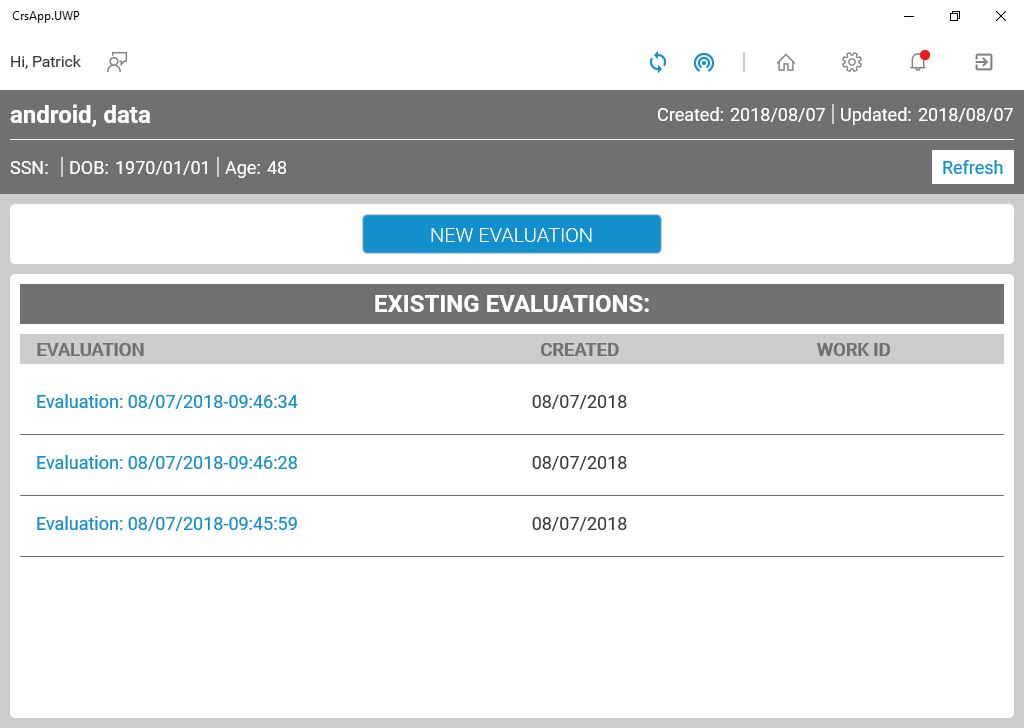 CrsApp.UWP
Hi, Patrick
android, data
Created: 2018/08/07 | Updated: 2018/08/07
SSN: | DOB: 1970/01/01 | Age: 48
Refresh
NEW EVALUATION
EXISTING EVALUATIONS:
EVALUATION CREATED WORK ID
Evaluation: 08/07/2018-09:46:34 08/07/2018
Evaluation: 08/07/2018-09:46:28 08/07/2018
Evaluation: 08/07/2018-09:45:59 08/07/2018